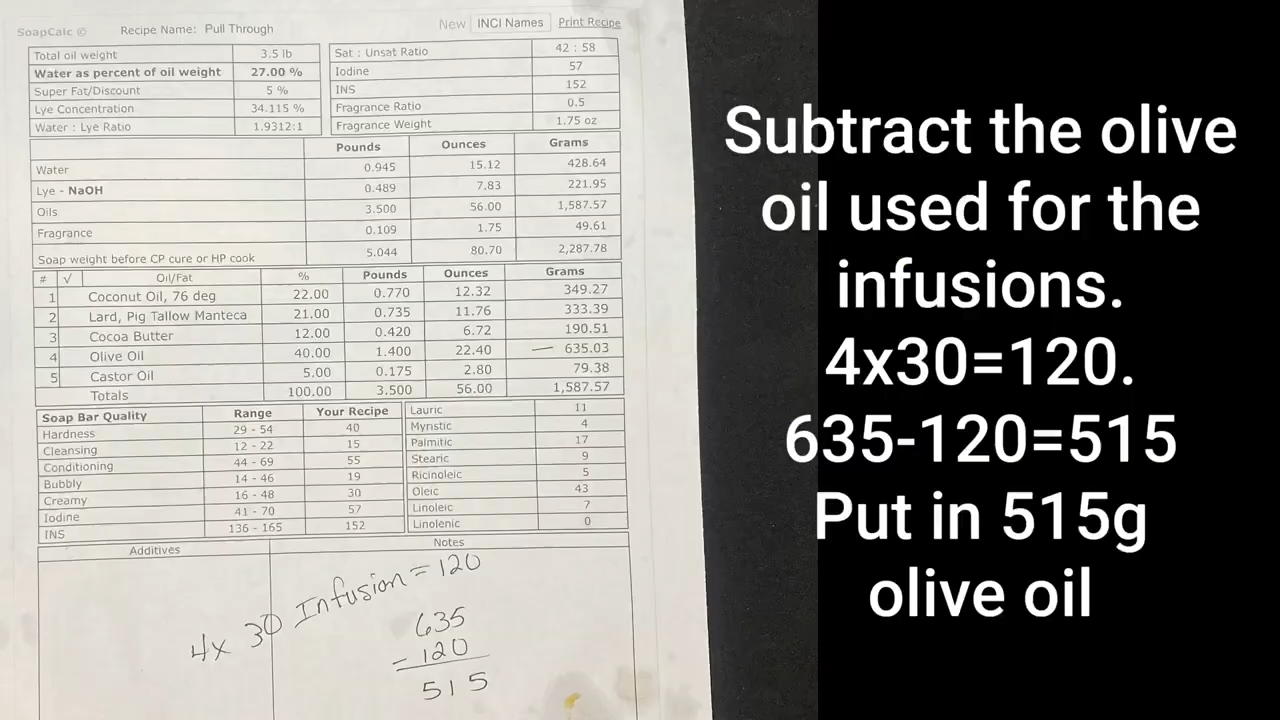 SoapCalc © Recipe Name: Pull Through New INCI Names Print Recipe
Total oil weight 3.5 lb
Water as percent of oil weight 27.00 %
Super Fat/Discount 5 %
Lye Concentration 34.115 %
Water : Lye Ratio 1.9312:1
Sat : Unsat Ratio 42 : 58
Iodine 57
INS 152
Fragrance Ratio 0.5
Fragrance Weight 1.75 oz
Pounds Ounces Grams
Water 0.945 15.12 428.64
Lye - NaOH 0.489 7.83 221.95
Oils 3.500 56.00 1,587.57
Fragrance 0.109 1.75 49.61
Soap weight before CP cure or HP cook 5.044 80.70 2,287.78
# √ Oil/Fat % Pounds Ounces Grams
1 Coconut Oil, 76 deg 22.00 0.770 12.32 349.27
2 Lard, Pig Tallow Manteca 21.00 0.735 11.76 333.39
3 Cocoa Butter 12.00 0.420 6.72 190.51
4 Olive Oil 40.00 1.400 22.40 — 635.03
5 Castor Oil 5.00 0.175 2.80 79.38
Totals 100.00 3.500 56.00 1,587.57
Soap Bar Quality Range Your Recipe
Hardness 29 - 54 40
Cleansing 12 - 22 15
Conditioning 44 - 69 55
Bubbly 14 - 46 19
Creamy 16 - 48 30
Iodine 41 - 70 57
INS 136 - 165 152
Lauric 11
Myristic 4
Palmitic 17
Stearic 9
Ricinoleic 5
Oleic 43
Linoleic 7
Linolenic 0
Additives Notes
4x 30 Infusion = 120
635
- 120
515
Subtract the olive
oil used for the
infusions.
4x30=120.
635-120=515
Put in 515g
olive oil